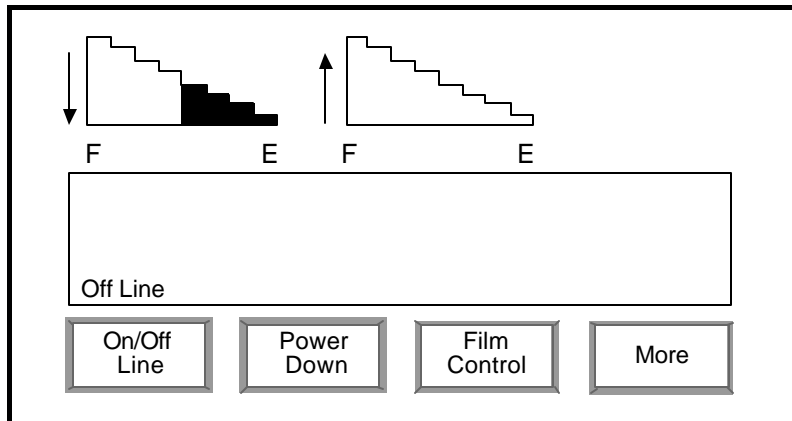 F E F E
Off Line
On/Off
Line
Power
Down
Film
Control
More